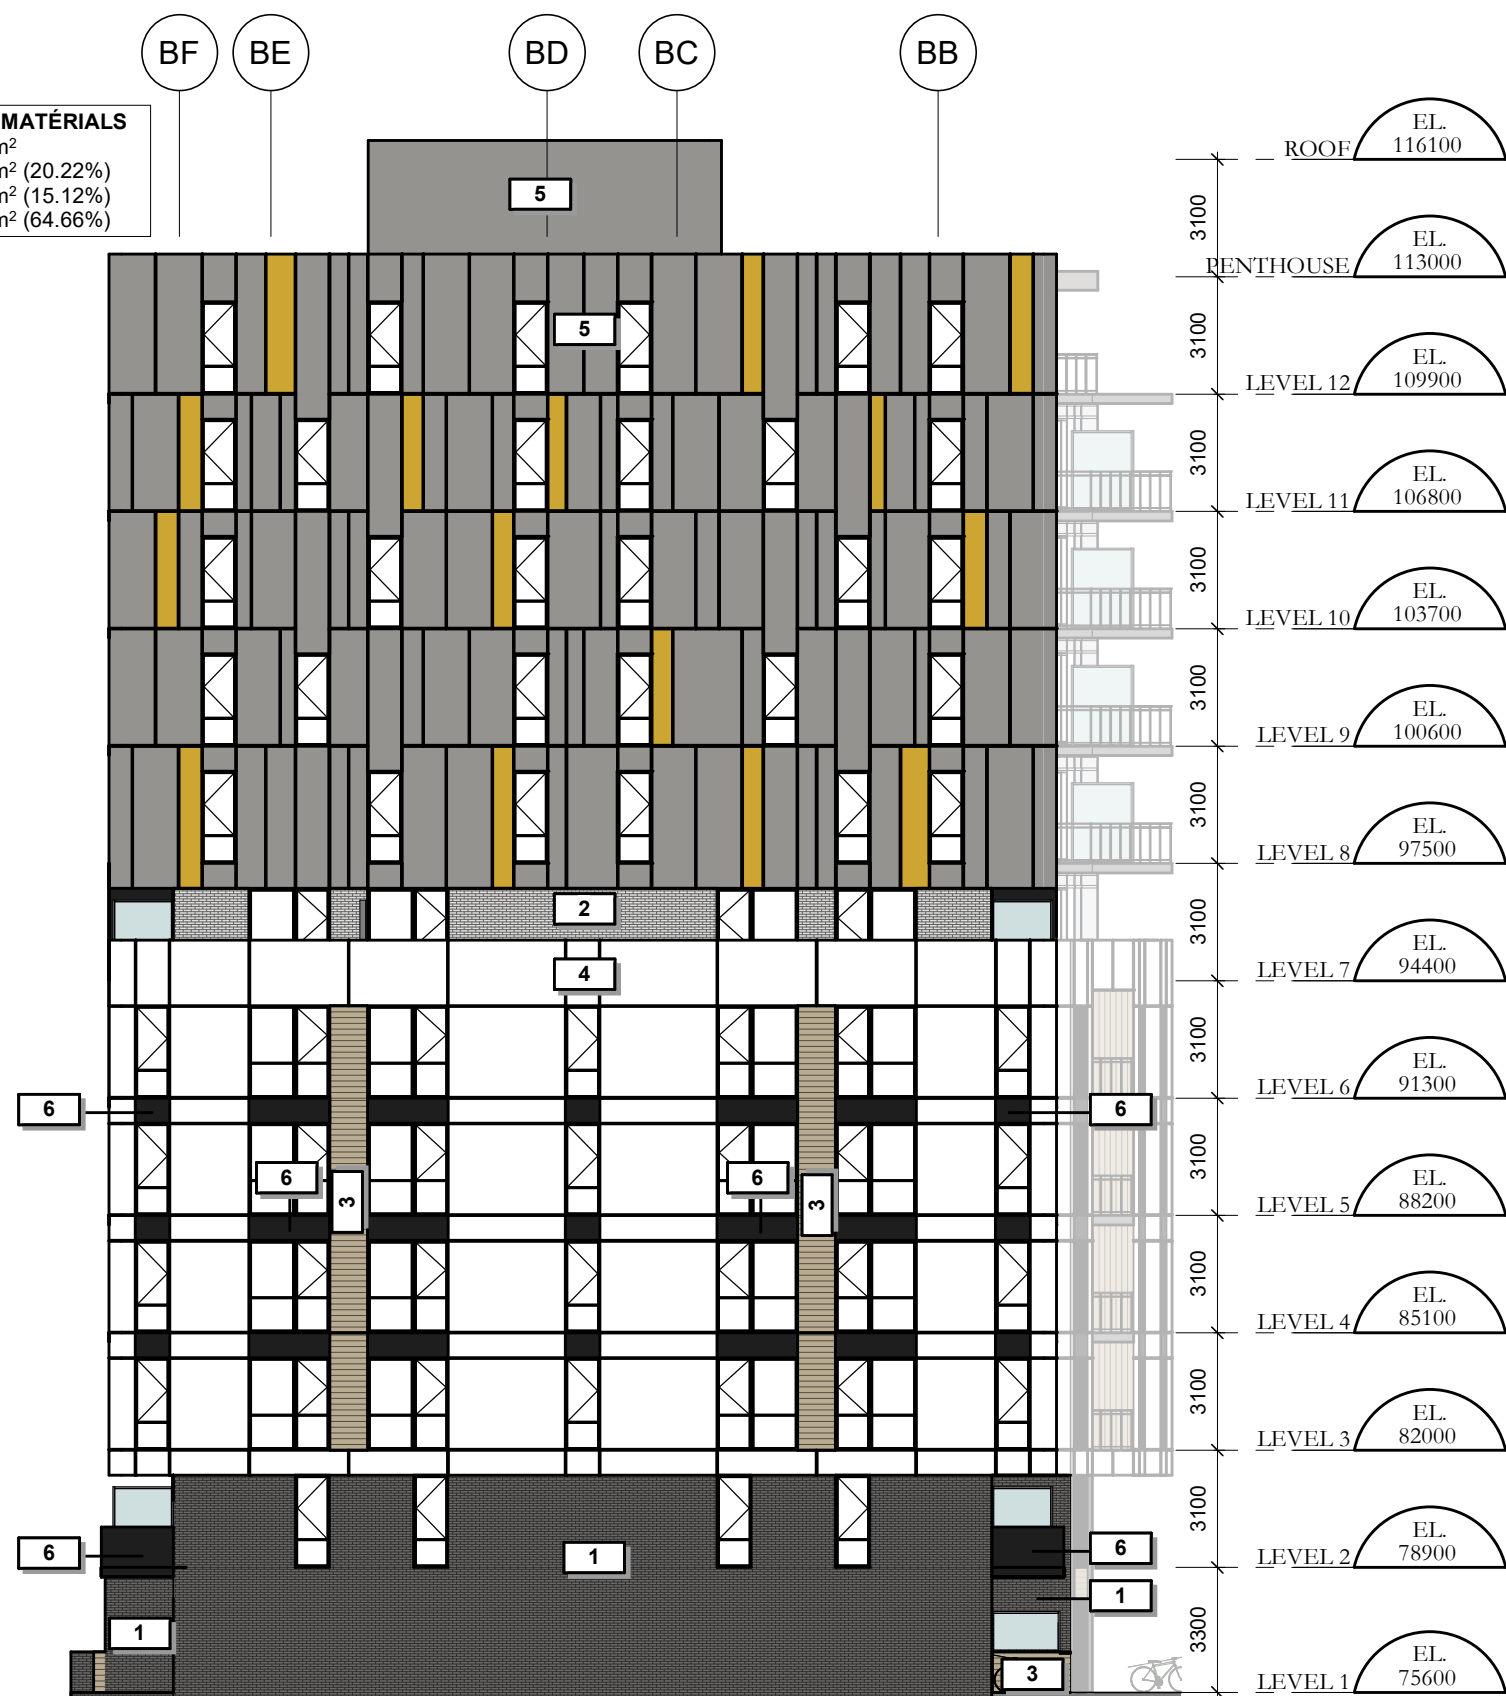 BF
BE
BD
BC
BB
MATÉRIALS
m²
m² (20.22%)
m² (15.12%)
m² (64.66%)
ROOF
EL.
116100
3100
PENTHOUSE
EL.
113000
3100
LEVEL 12
EL.
109900
3100
LEVEL 11
EL.
106800
3100
LEVEL 10
EL.
103700
3100
LEVEL 9
EL.
100600
3100
LEVEL 8
EL.
97500
3100
LEVEL 7
EL.
94400
3100
LEVEL 6
EL.
91300
3100
LEVEL 5
EL.
88200
3100
LEVEL 4
EL.
85100
3100
LEVEL 3
EL.
82000
3100
LEVEL 2
EL.
78900
3300
LEVEL 1
EL.
75600
5
5
2
4
6
6
6
6
3
3
6
1
6
1
1
3